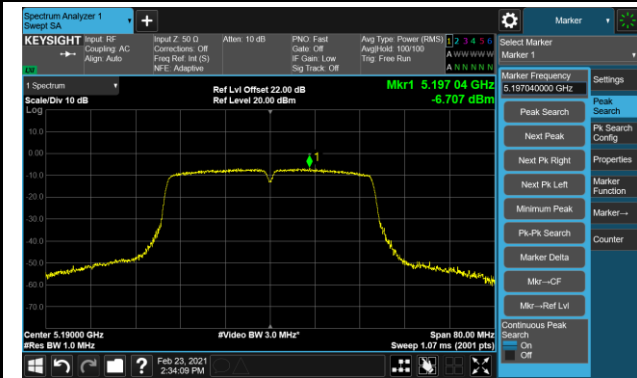 Spectrum Analyzer 1
Swept SA
+
Marker
KEYSIGHT
Input: RF
Coupling: AC
Align: Auto
Input Z: 50 Ω
Corrections: Off
Freq Ref: Int (S)
NFE: Adaptive
Atten: 10 dB
PNO: Fast
Gate: Off
IF Gain: Low
Sig Track: Off
Avg Type: Power (RMS)
Avg|Hold: 100/100
Trig: Free Run
1 2 3 4 5 6
A W W W W W
A N N N N N
Select Marker
Marker 1
1 Spectrum
Scale/Div 10 dB
Log
Ref Lvl Offset 22.00 dB
Ref Level 20.00 dBm
Mkr1 5.197 04 GHz
-6.707 dBm
10.0
0.00
-10.0
-20.0
-30.0
-40.0
-50.0
-60.0
-70.0
1
Center 5.19000 GHz
#Res BW 1.0 MHz
#Video BW 3.0 MHz*
Span 80.00 MHz
Sweep 1.07 ms (2001 pts)
Marker Frequency
5.197040000 GHz
Peak Search
Next Peak
Next Pk Right
Next Pk Left
Minimum Peak
Pk-Pk Search
Marker Delta
Mkr→CF
Mkr→Ref Lvl
Continuous Peak
Search
On
Off
Settings
Peak
Search
Pk Search
Config
Properties
Marker
Function
Marker→
Counter
?
Feb 23, 2021
2:34:09 PM